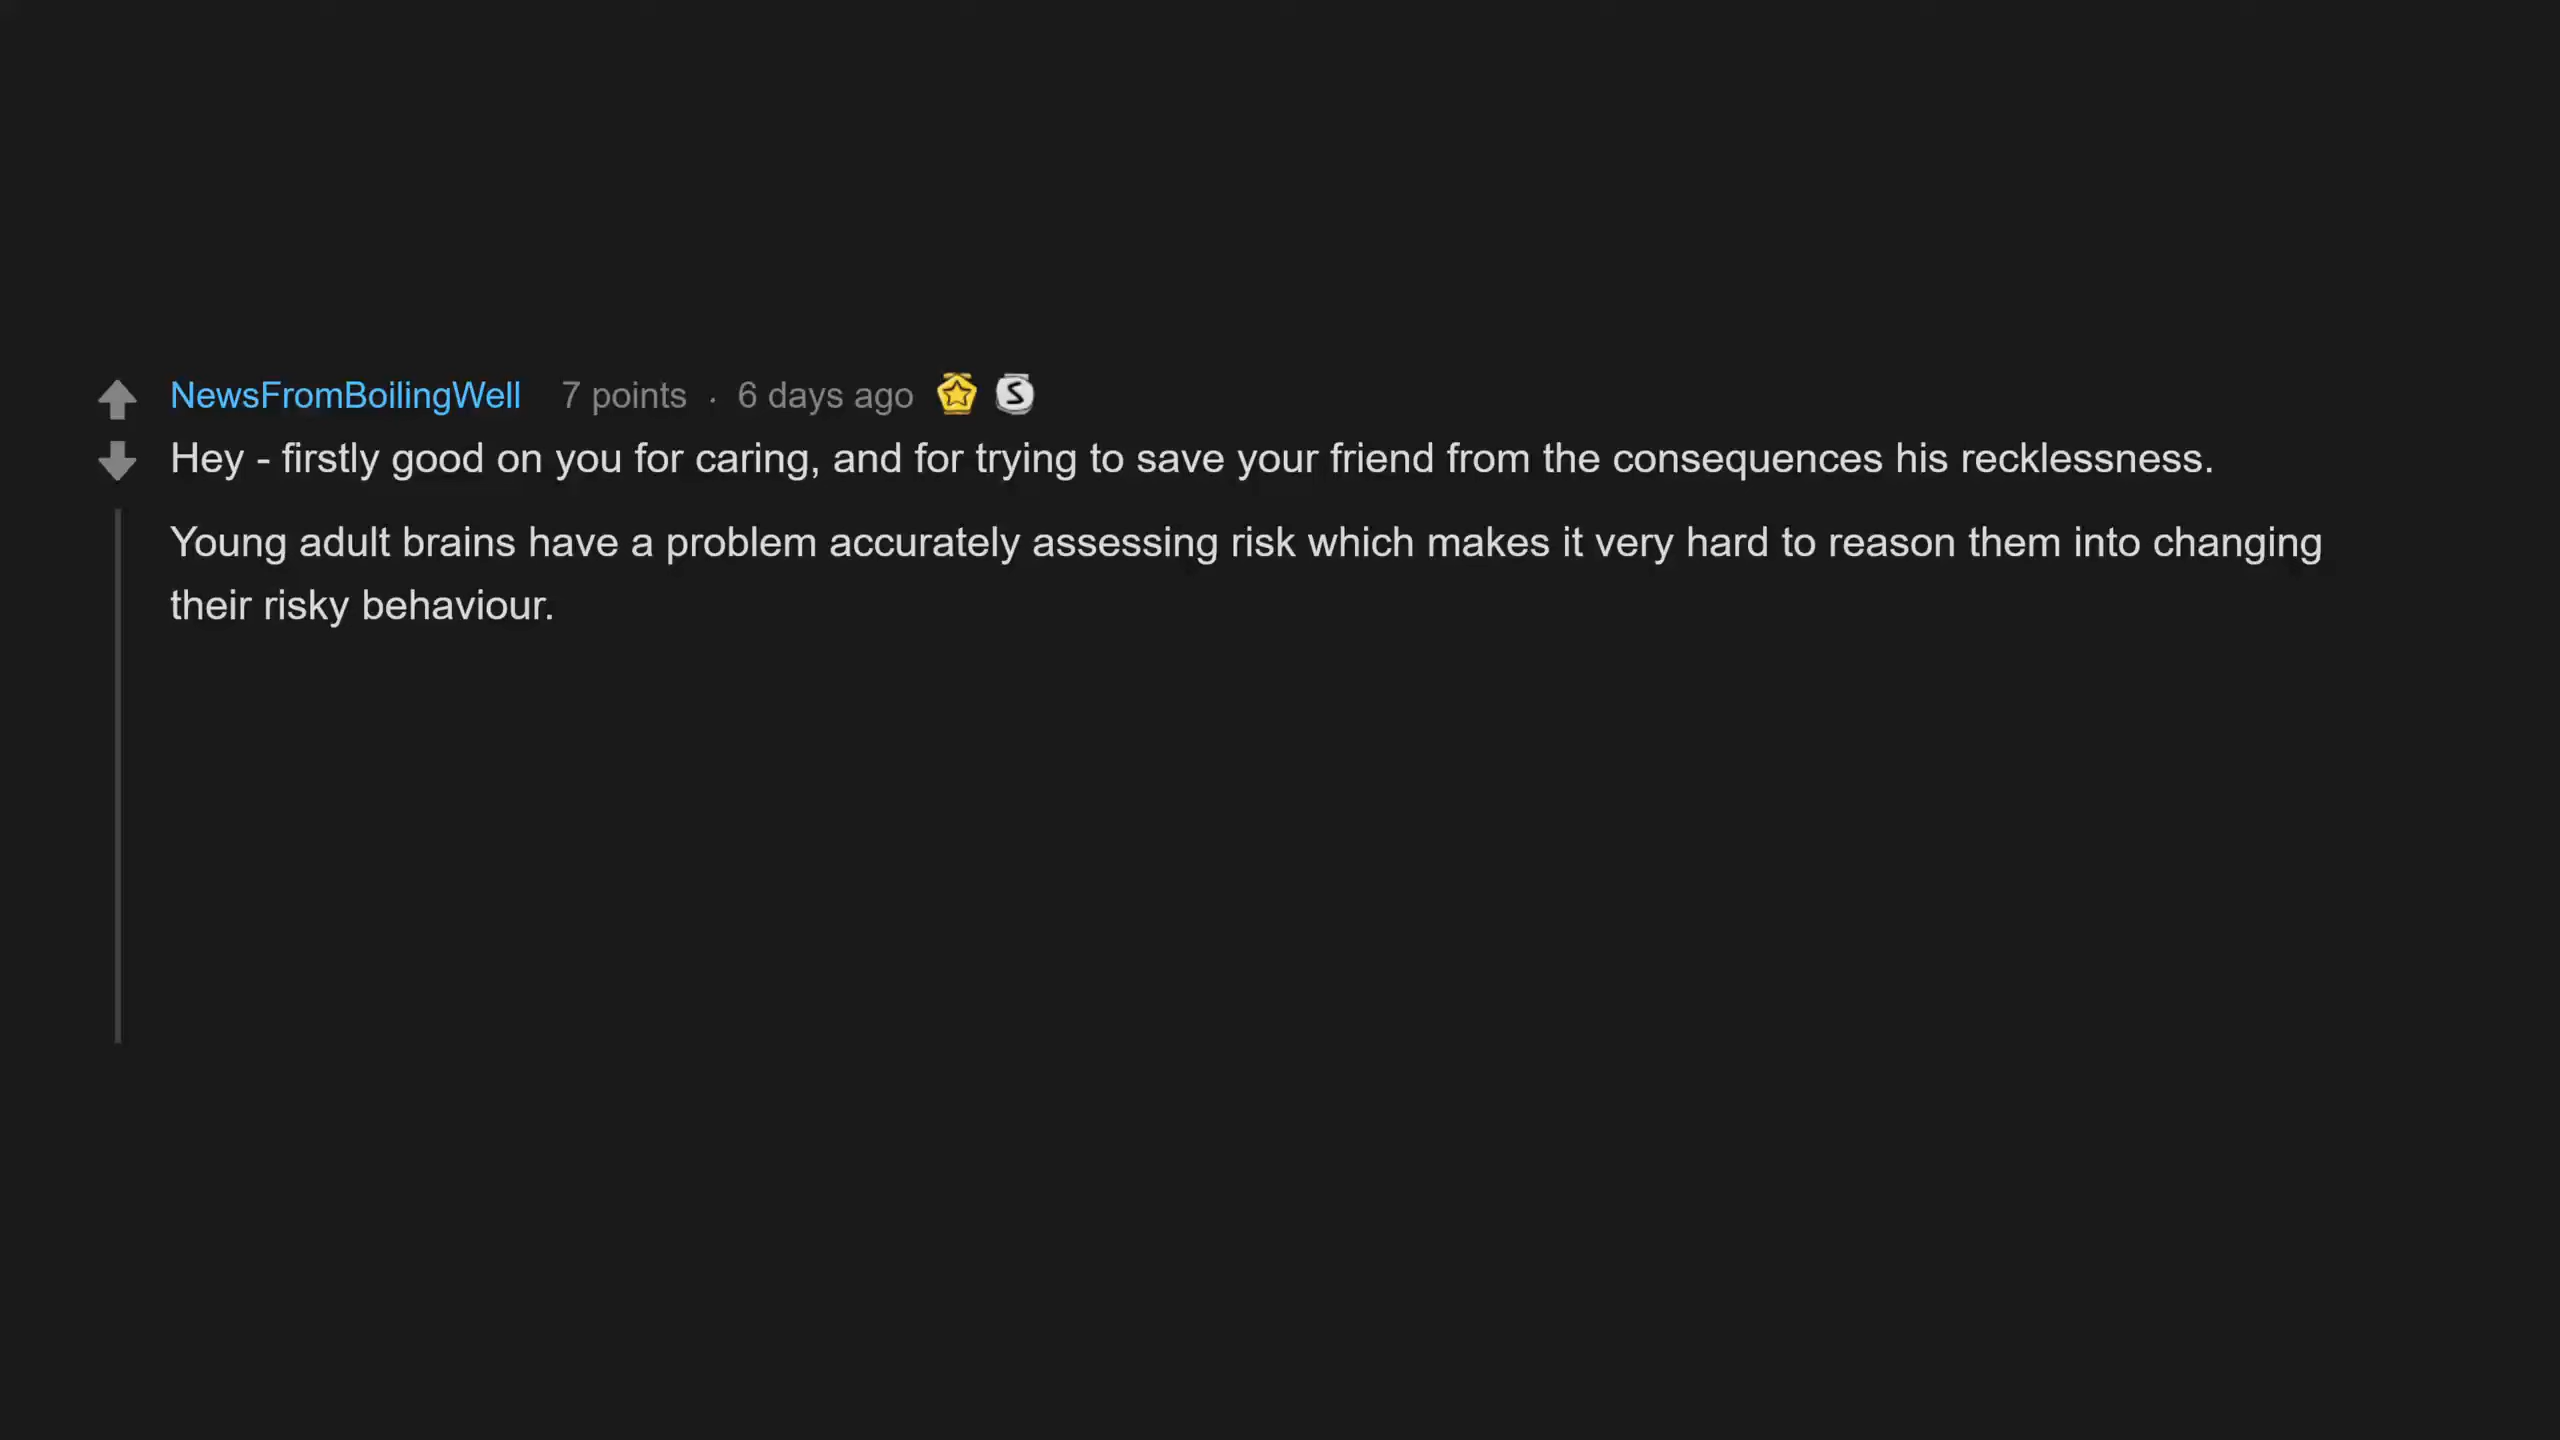 NewsFromBoilingWell 7 points · 6 days ago
Hey - firstly good on you for caring, and for trying to save your friend from the consequences his recklessness.
Young adult brains have a problem accurately assessing risk which makes it very hard to reason them into changing
their risky behaviour.